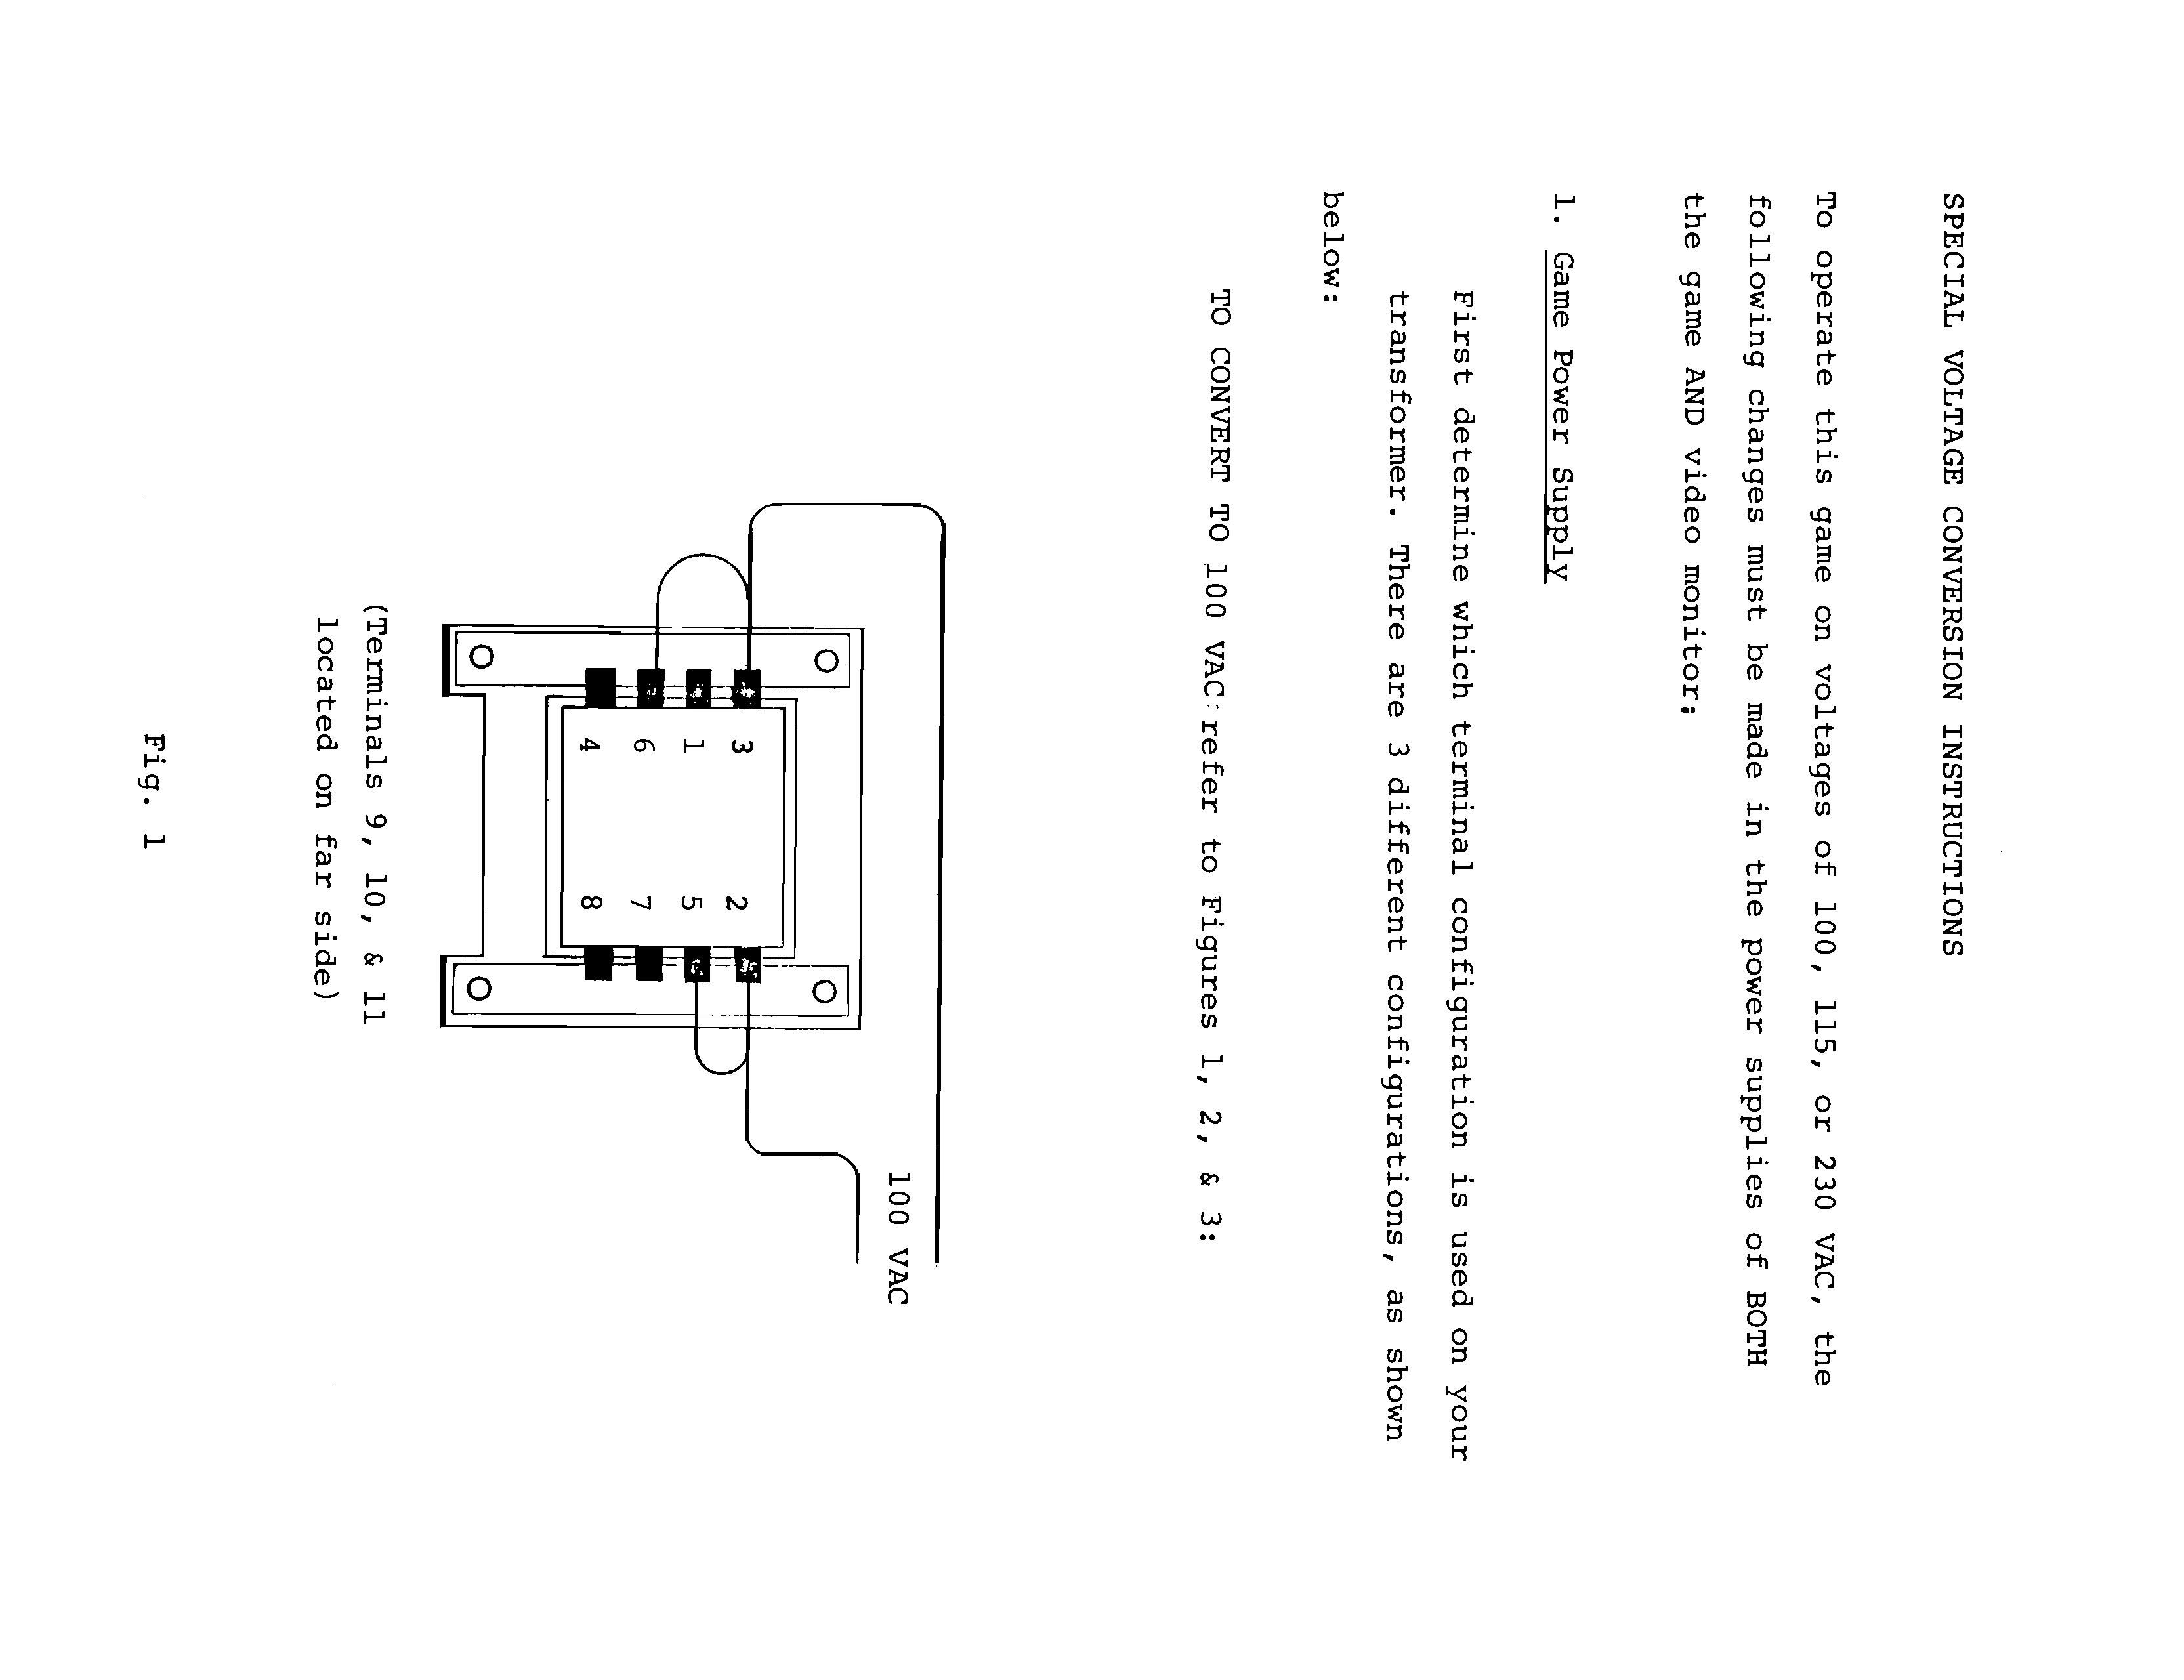 SPECIAL VOLTAGE CONVERSION INSTRUCTIONS
To operate this game on voltages of 100, 115, or 230 VAC, the
following changes must be made in the power supplies of BOTH
the game AND video monitor:
1. Game Power Supply
First determine which terminal configuration is used on your
transformer. There are 3 different configurations, as shown
below:
TO CONVERT TO 100 VAC refer to Figures 1, 2, & 3:
100 VAC
3 2
1 5
6 7
4 8
(Terminals 9, 10, & 11
located on far side)
Fig. 1